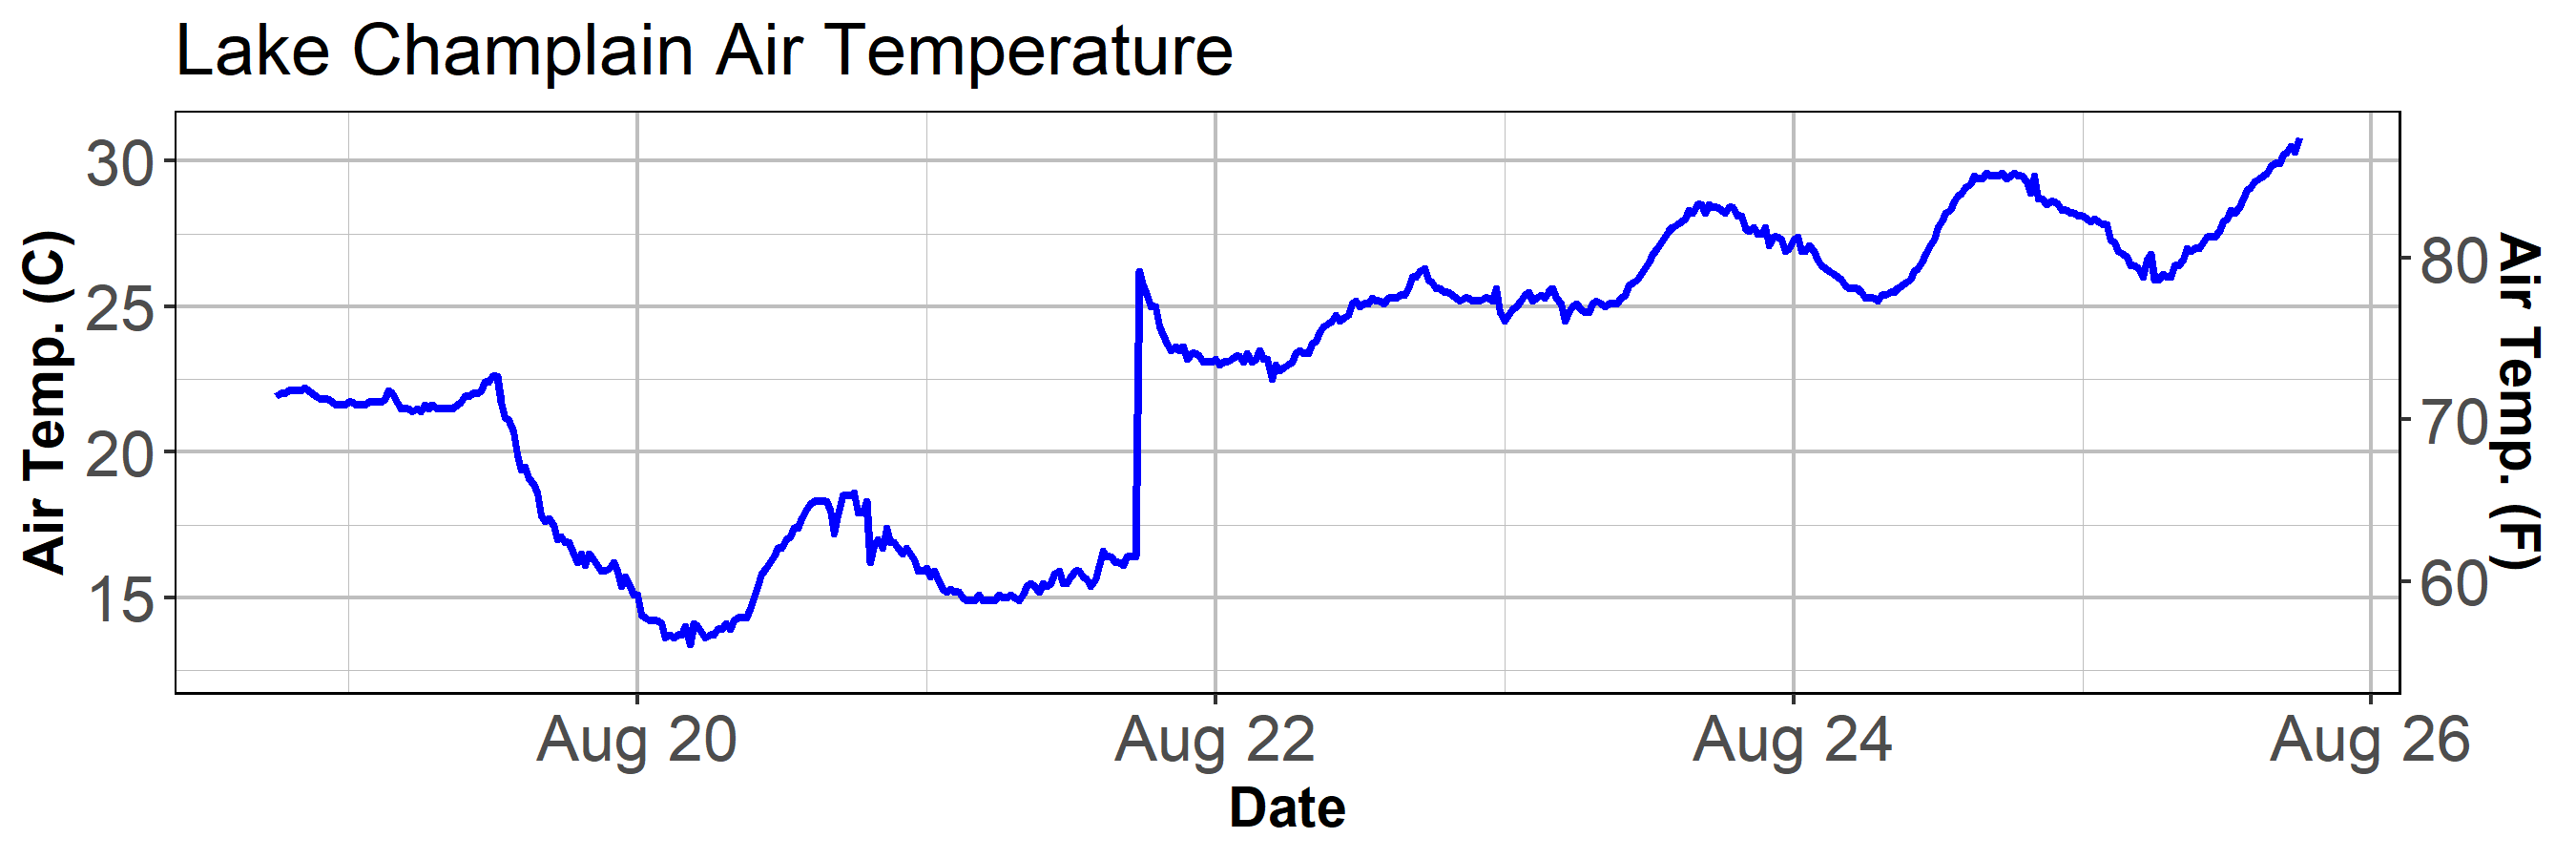 Lake Champlain Air Temperature
Air Temp. (C)
30
25
20
15
80
70
60
Air Temp. (F)
Aug 20
Aug 22
Aug 24
Aug 26
Date